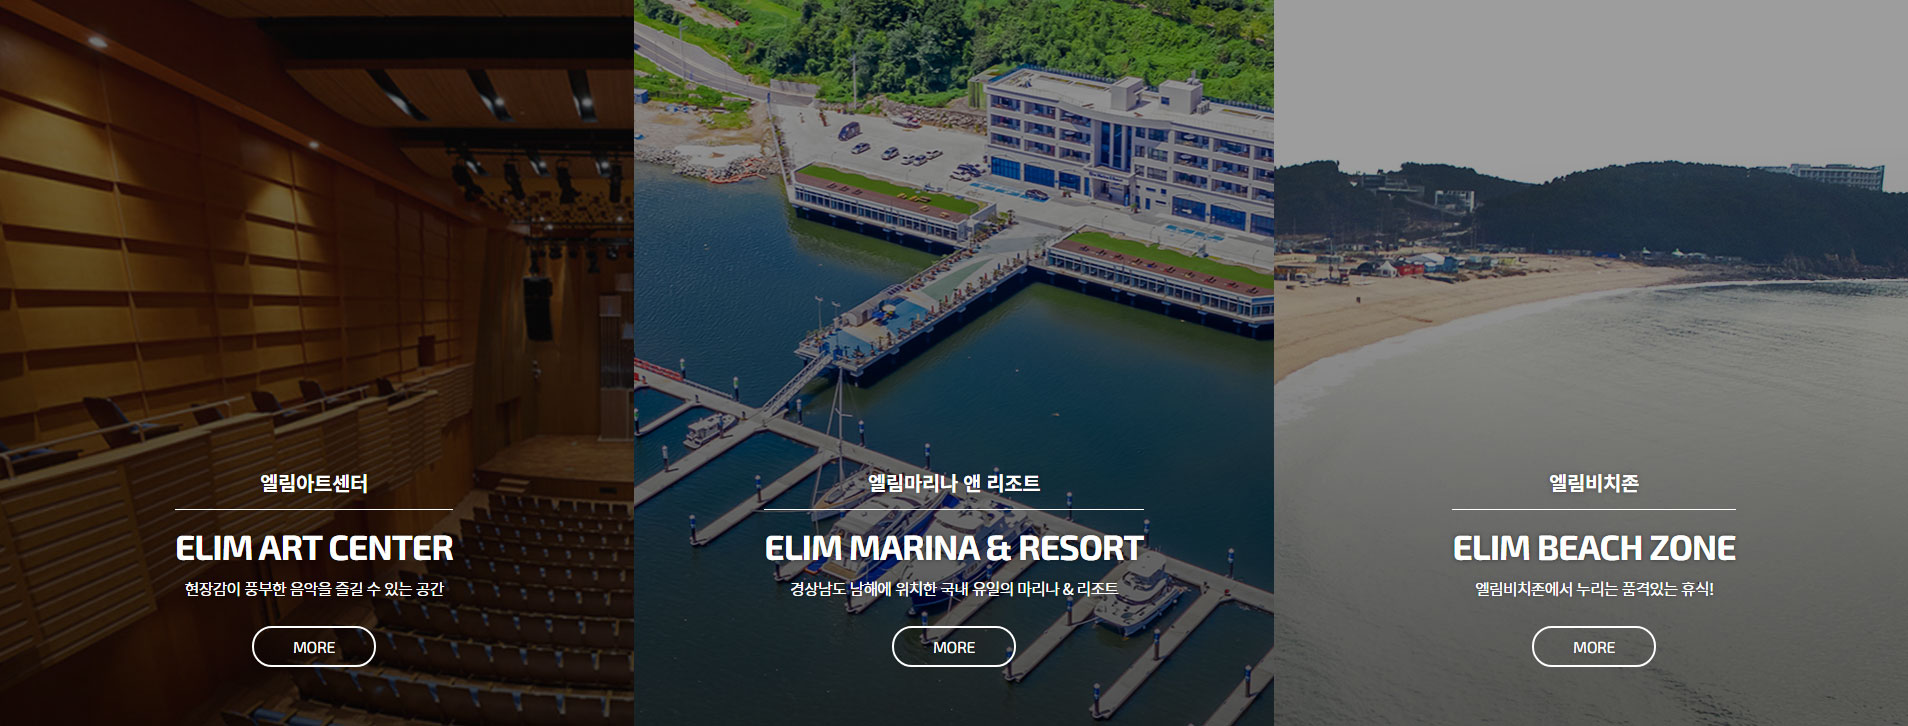 엘림아트센터
ELIM ART CENTER
현장감이 풍부한 음악을 즐길 수 있는 공간
MORE
엘림마리나 앤 리조트
ELIM MARINA & RESORT
경상남도 남해에 위치한 국내 유일의 마리나 & 리조트
MORE
엘림비치존
ELIM BEACH ZONE
엘림비치존에서 누리는 품격있는 휴식!
MORE